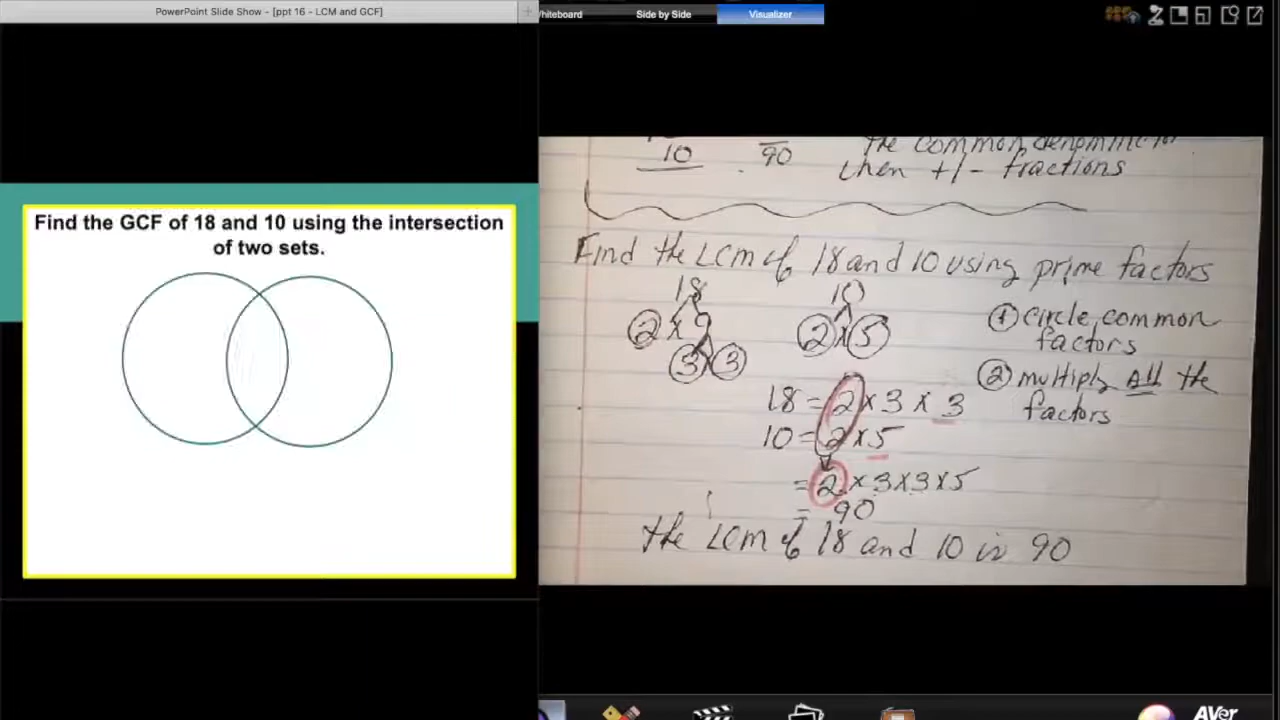 PowerPoint Slide Show - [ppt 16 - LCM and GCF]
Side by Side
Visualizer
Find the GCF of 18 and 10 using the intersection
of two sets.
10 90
the common denominator
then +/- fractions
Find the LCM of 18 and 10 using prime factors
18 10
2 x 9 2 x 5
3 3
① circle common
factors
② multiply All the
factors
18 = 2 x 3 x 3
10 = 2 x 5
= 2 x 3 x 3 x 5
= 90
the LCM of 18 and 10 is 90
AVer